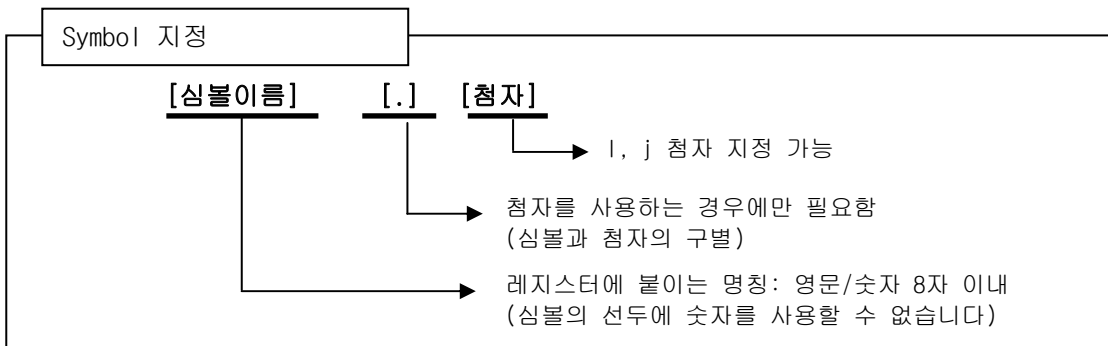 Symbol 지정
[심볼이름] [.] [첨자]
I, j 첨자 지정 가능
첨자를 사용하는 경우에만 필요함
(심볼과 첨자의 구별)
레지스터에 붙이는 명칭: 영문/숫자 8자 이내
(심볼의 선두에 숫자를 사용할 수 없습니다)